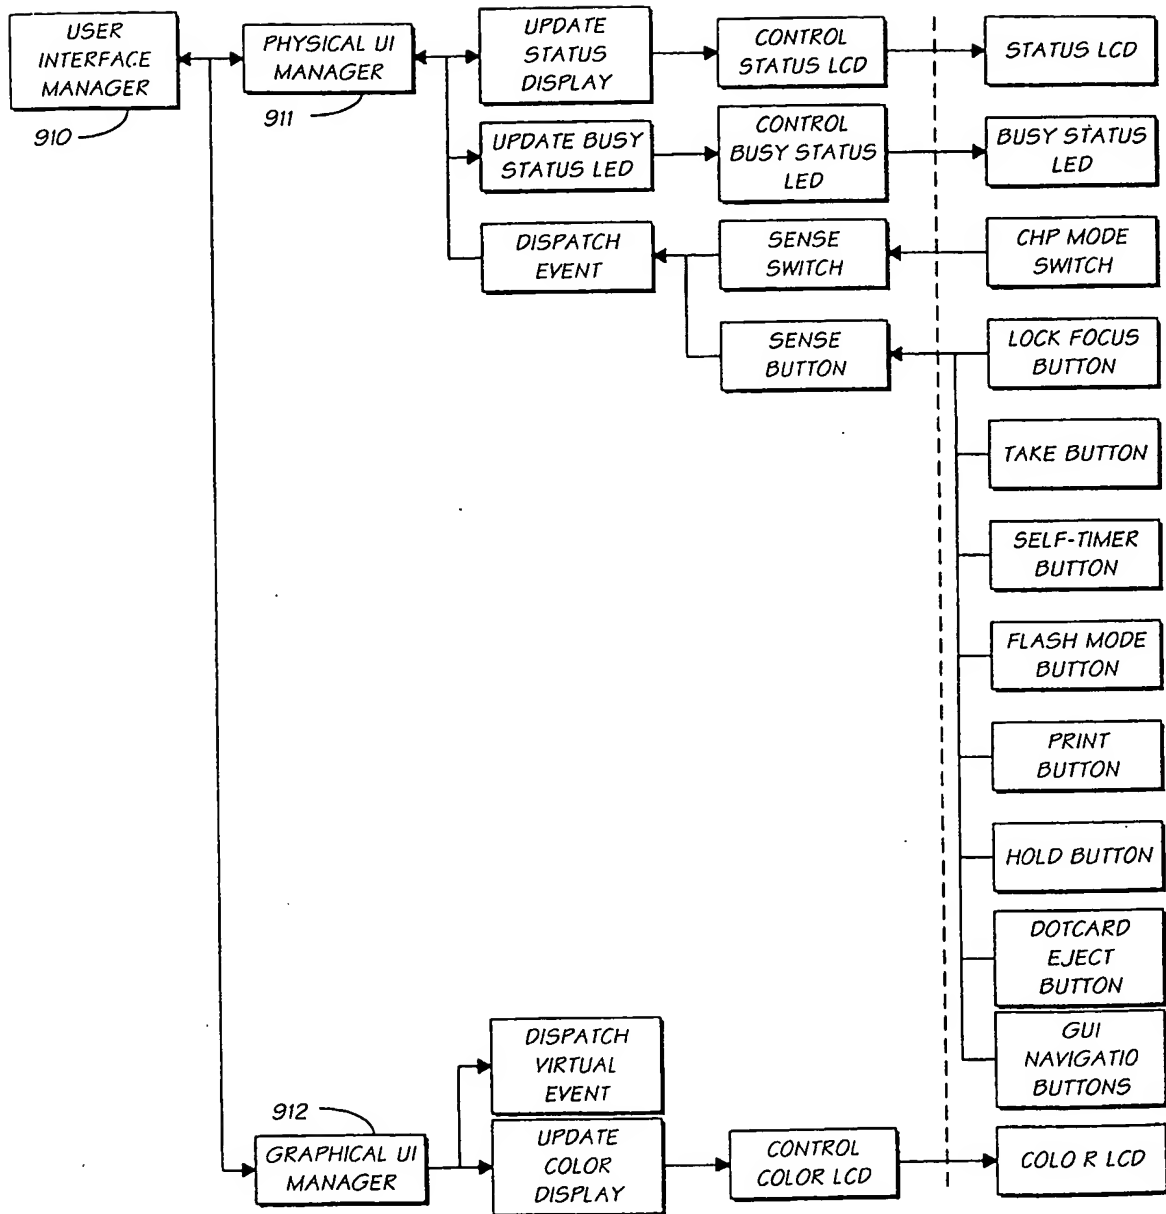 USER
INTERFACE
MANAGER
910
PHYSICAL UI
MANAGER
911
UPDATE
STATUS
DISPLAY
CONTROL
STATUS LCD
STATUS LCD
UPDATE BUSY
STATUS LED
CONTROL
BUSY STATUS
LED
BUSY STATUS
LED
DISPATCH
EVENT
SENSE
SWITCH
CHP MODE
SWITCH
SENSE
BUTTON
LOCK FOCUS
BUTTON
TAKE BUTTON
SELF-TIMER
BUTTON
FLASH MODE
BUTTON
PRINT
BUTTON
HOLD BUTTON
DOTCARD
EJECT
BUTTON
GUI
NAVIGATIO
BUTTONS
DISPATCH
VIRTUAL
EVENT
912
GRAPHICAL UI
MANAGER
UPDATE
COLOR
DISPLAY
CONTROL
COLOR LCD
COLO R LCD